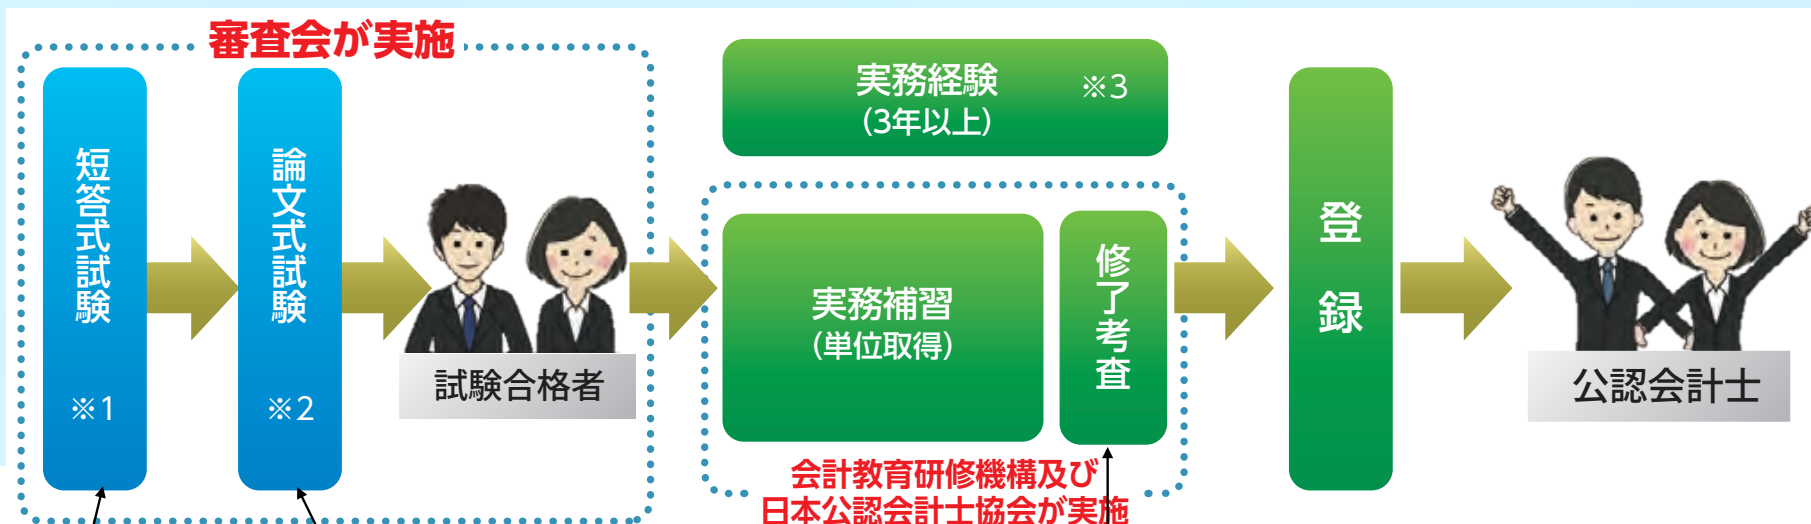 審査会が実施
短答式試験
※1
論文式試験
※2
試験合格者
実務経験 ※3
(3年以上)
実務補習
(単位取得)
修了考査
会計教育研修機構及び
日本公認会計士協会が実施
登録
公認会計士